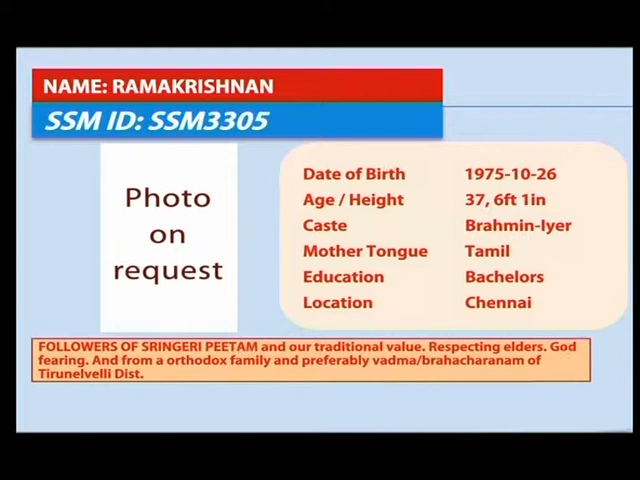 NAME: RAMAKRISHNAN
SSM ID: SSM3305
Photo
on
request
Date of Birth 1975-10-26
Age / Height 37, 6ft 1in
Caste Brahmin-Iyer
Mother Tongue Tamil
Education Bachelors
Location Chennai
FOLLOWERS OF SRINGERI PEETAM and our traditional value. Respecting elders. God
fearing. And from a orthodox family and preferably vadma/brahacharanam of
Tirunelvelli Dist.